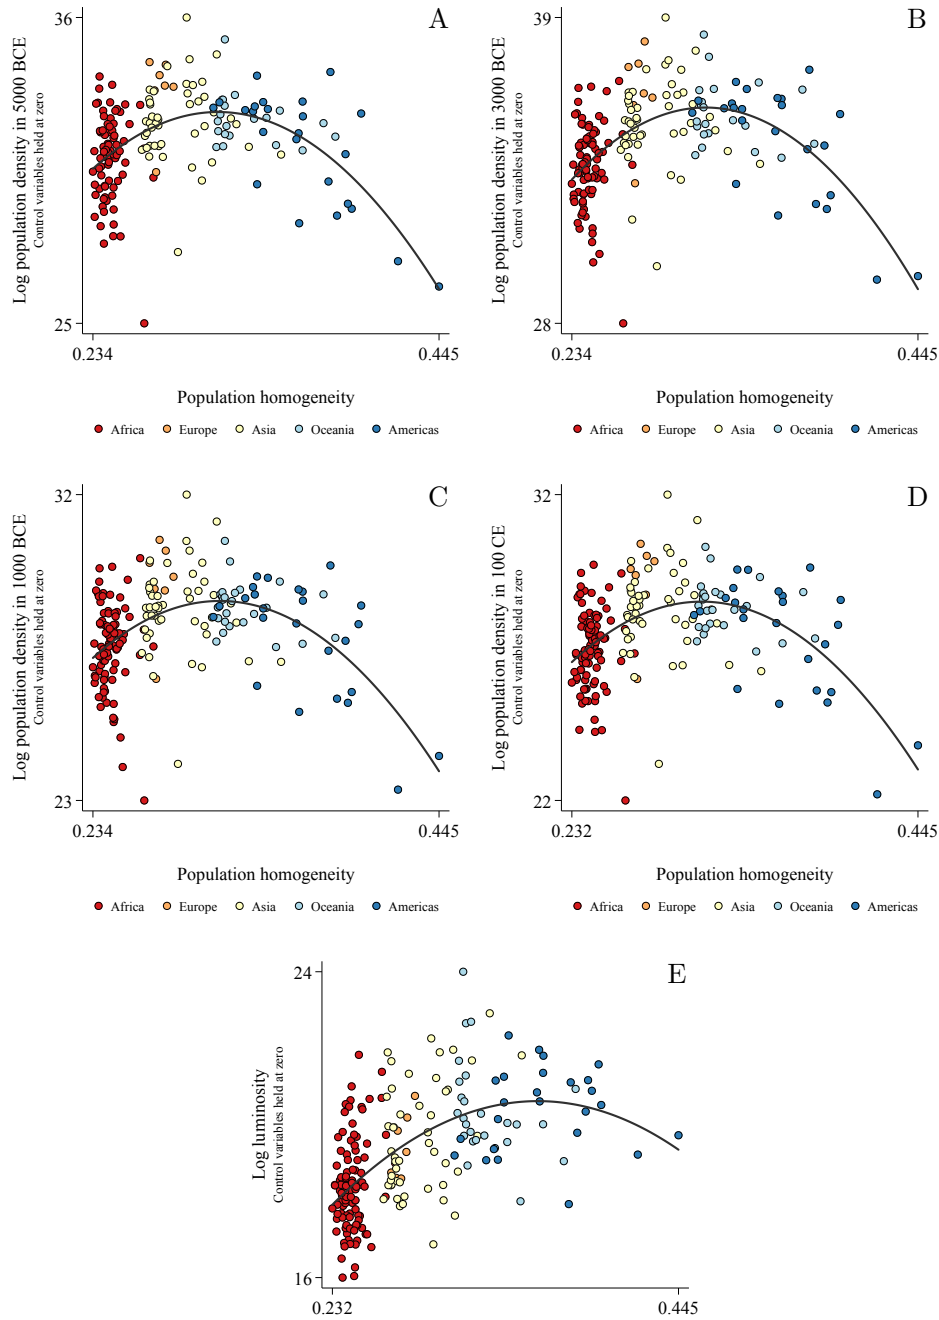 A
36
25
Log population density in 5000 BCE
Control variables held at zero
0.234
0.445
Population homogeneity
Africa Europe Asia Oceania Americas
B
39
28
Log population density in 3000 BCE
Control variables held at zero
0.234
0.445
Population homogeneity
Africa Europe Asia Oceania Americas
C
32
23
Log population density in 1000 BCE
Control variables held at zero
0.234
0.445
Population homogeneity
Africa Europe Asia Oceania Americas
D
32
22
Log population density in 100 CE
Control variables held at zero
0.232
0.445
Population homogeneity
Africa Europe Asia Oceania Americas
E
24
16
Log luminosity
Control variables held at zero
0.232
0.445